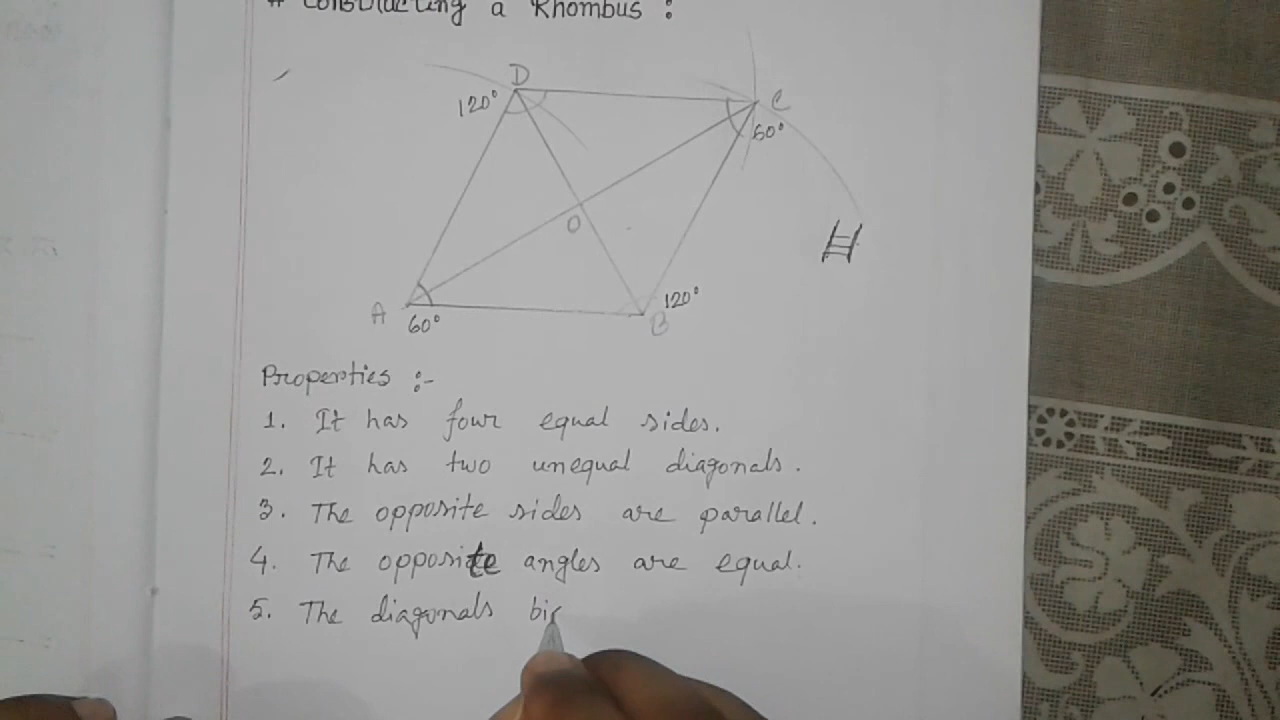 # Constructing a Rhombus :
D
120°
C
60°
O
A
60°
120°
B
Properties :-
1. It has four equal sides.
2. It has two unequal diagonals.
3. The opposite sides are parallel.
4. The opposite angles are equal.
5. The diagonals bis